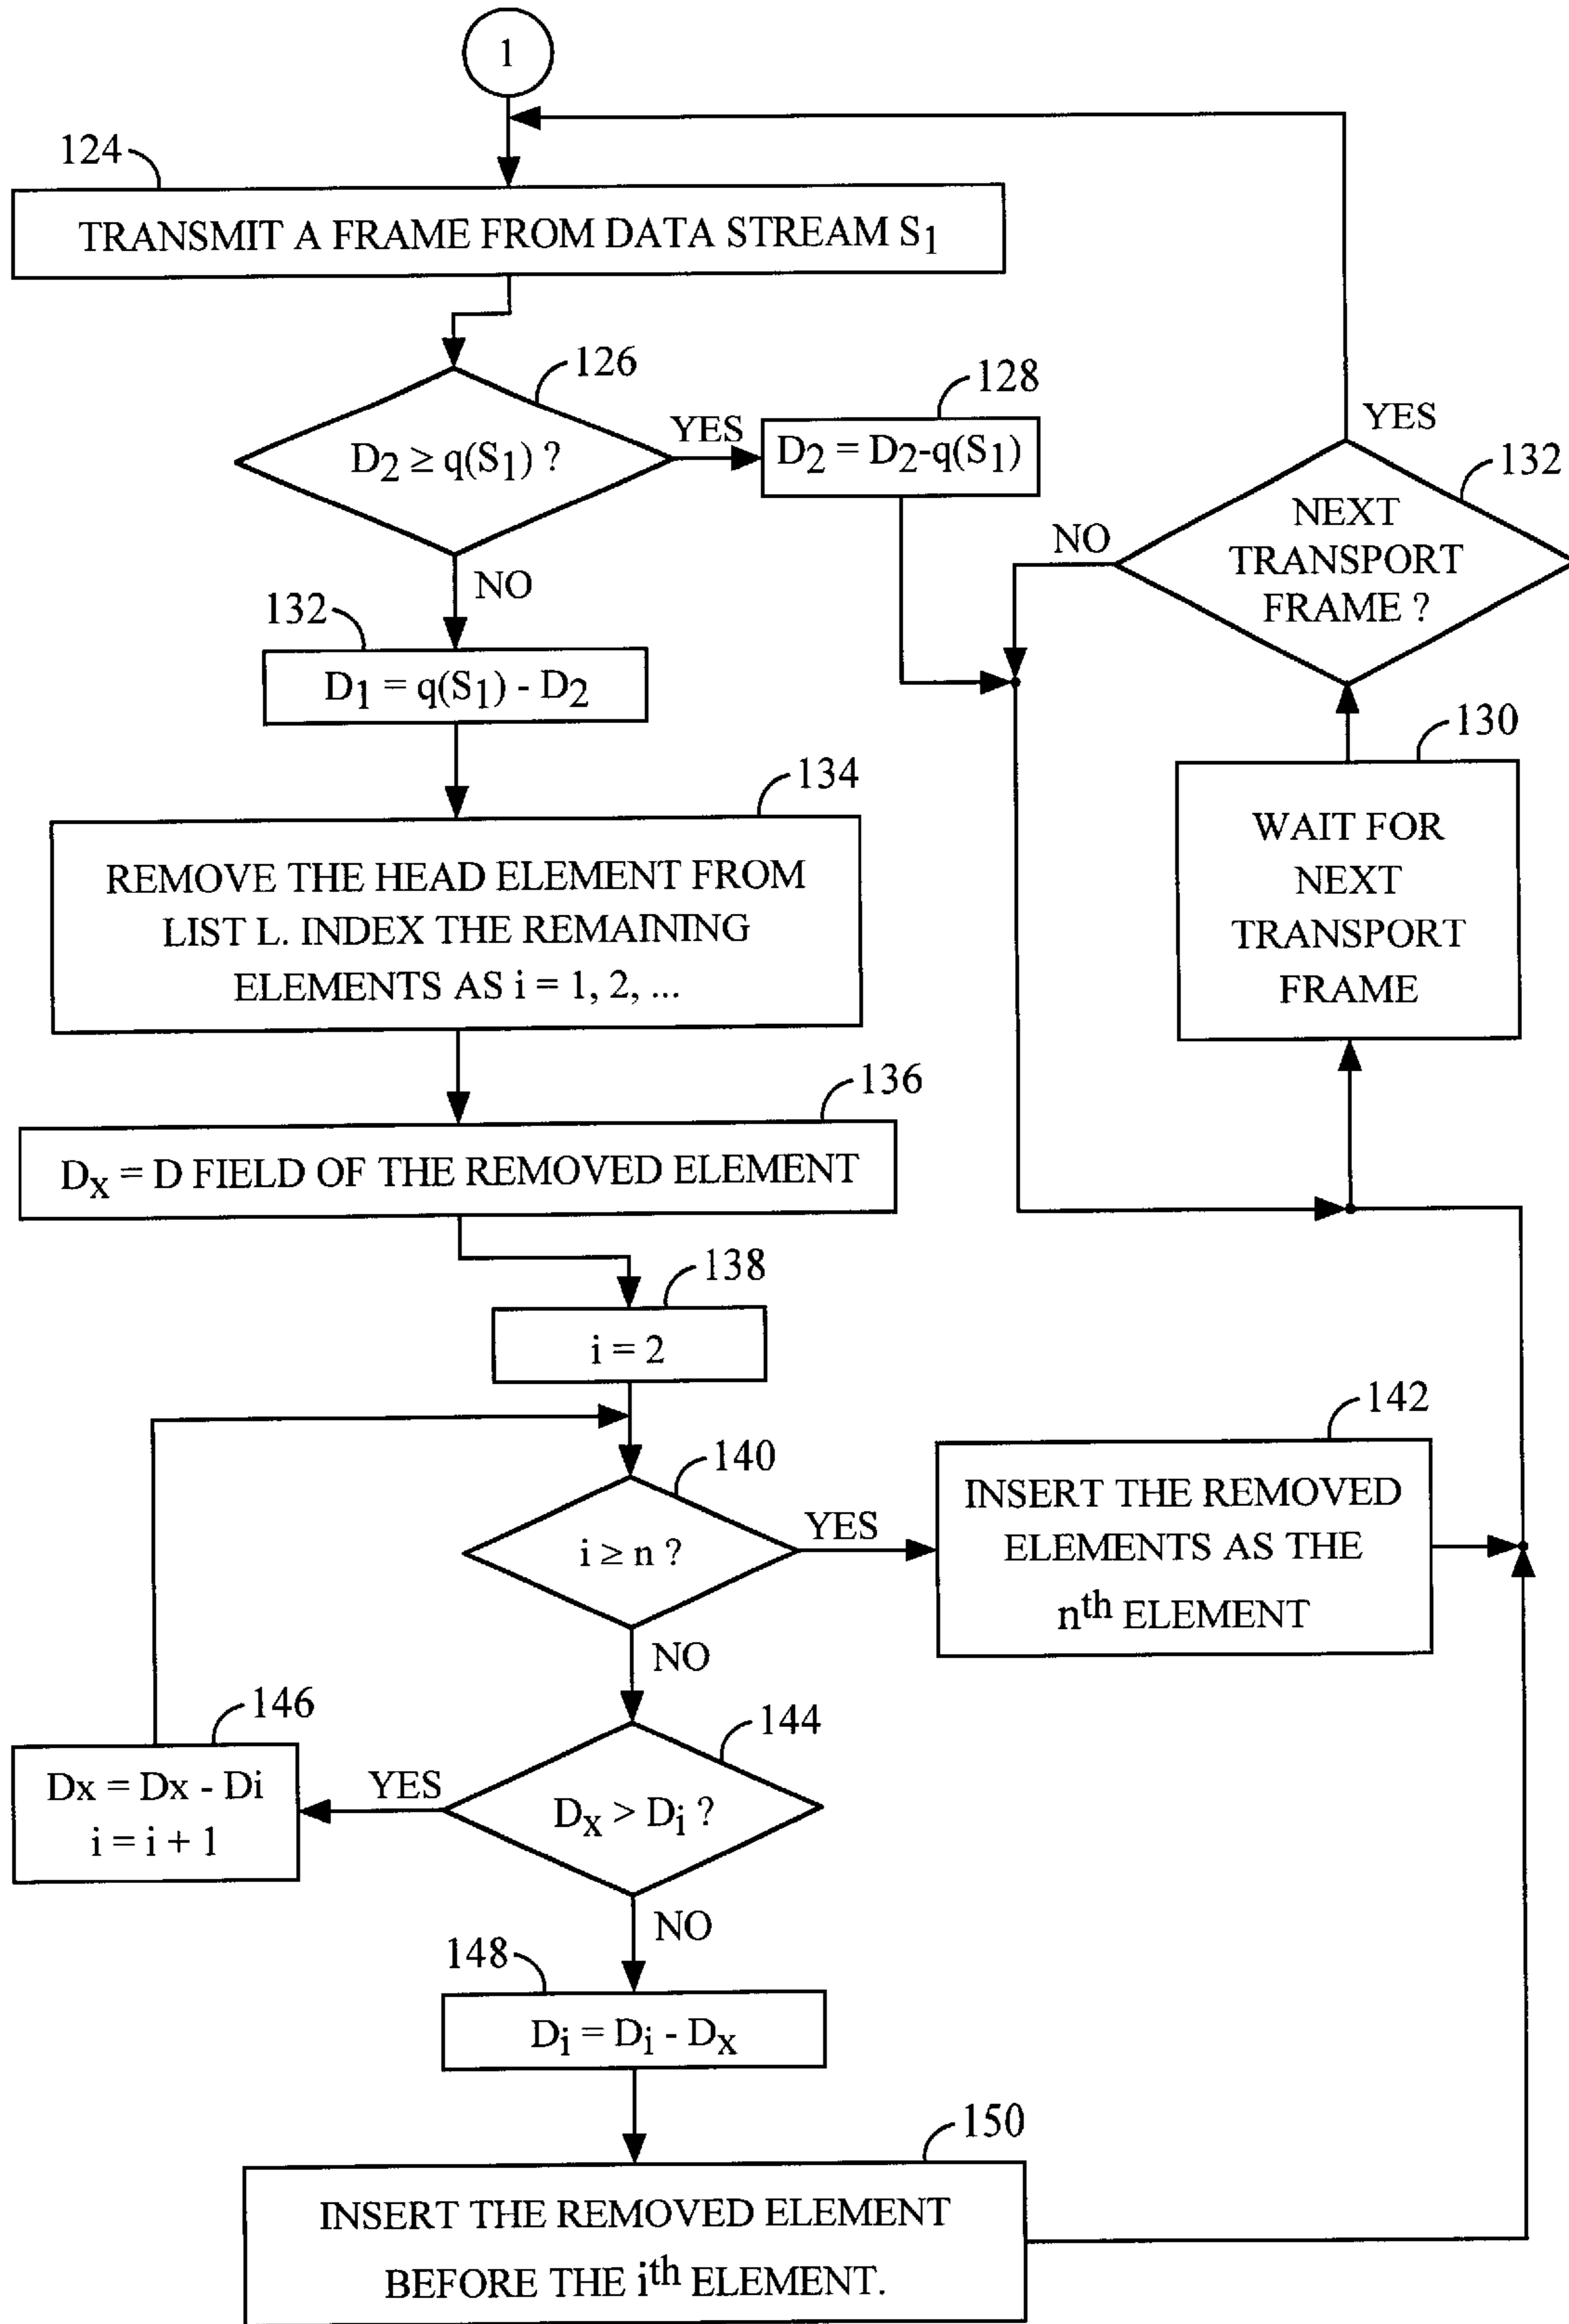 1
124
TRANSMIT A FRAME FROM DATA STREAM S1
126
D2 ≥ q(S1) ?
YES
128
D2 = D2-q(S1)
YES
132
NEXT
TRANSPORT
FRAME ?
NO
NO
132
D1 = q(S1) - D2
130
WAIT FOR
NEXT
TRANSPORT
FRAME
134
REMOVE THE HEAD ELEMENT FROM
LIST L. INDEX THE REMAINING
ELEMENTS AS i = 1, 2, ...
136
Dx = D FIELD OF THE REMOVED ELEMENT
138
i = 2
140
i ≥ n ?
YES
142
INSERT THE REMOVED
ELEMENTS AS THE
nth ELEMENT
NO
144
Dx > Di ?
YES
146
Dx = Dx - Di
i = i + 1
NO
148
Di = Di - Dx
150
INSERT THE REMOVED ELEMENT
BEFORE THE ith ELEMENT.